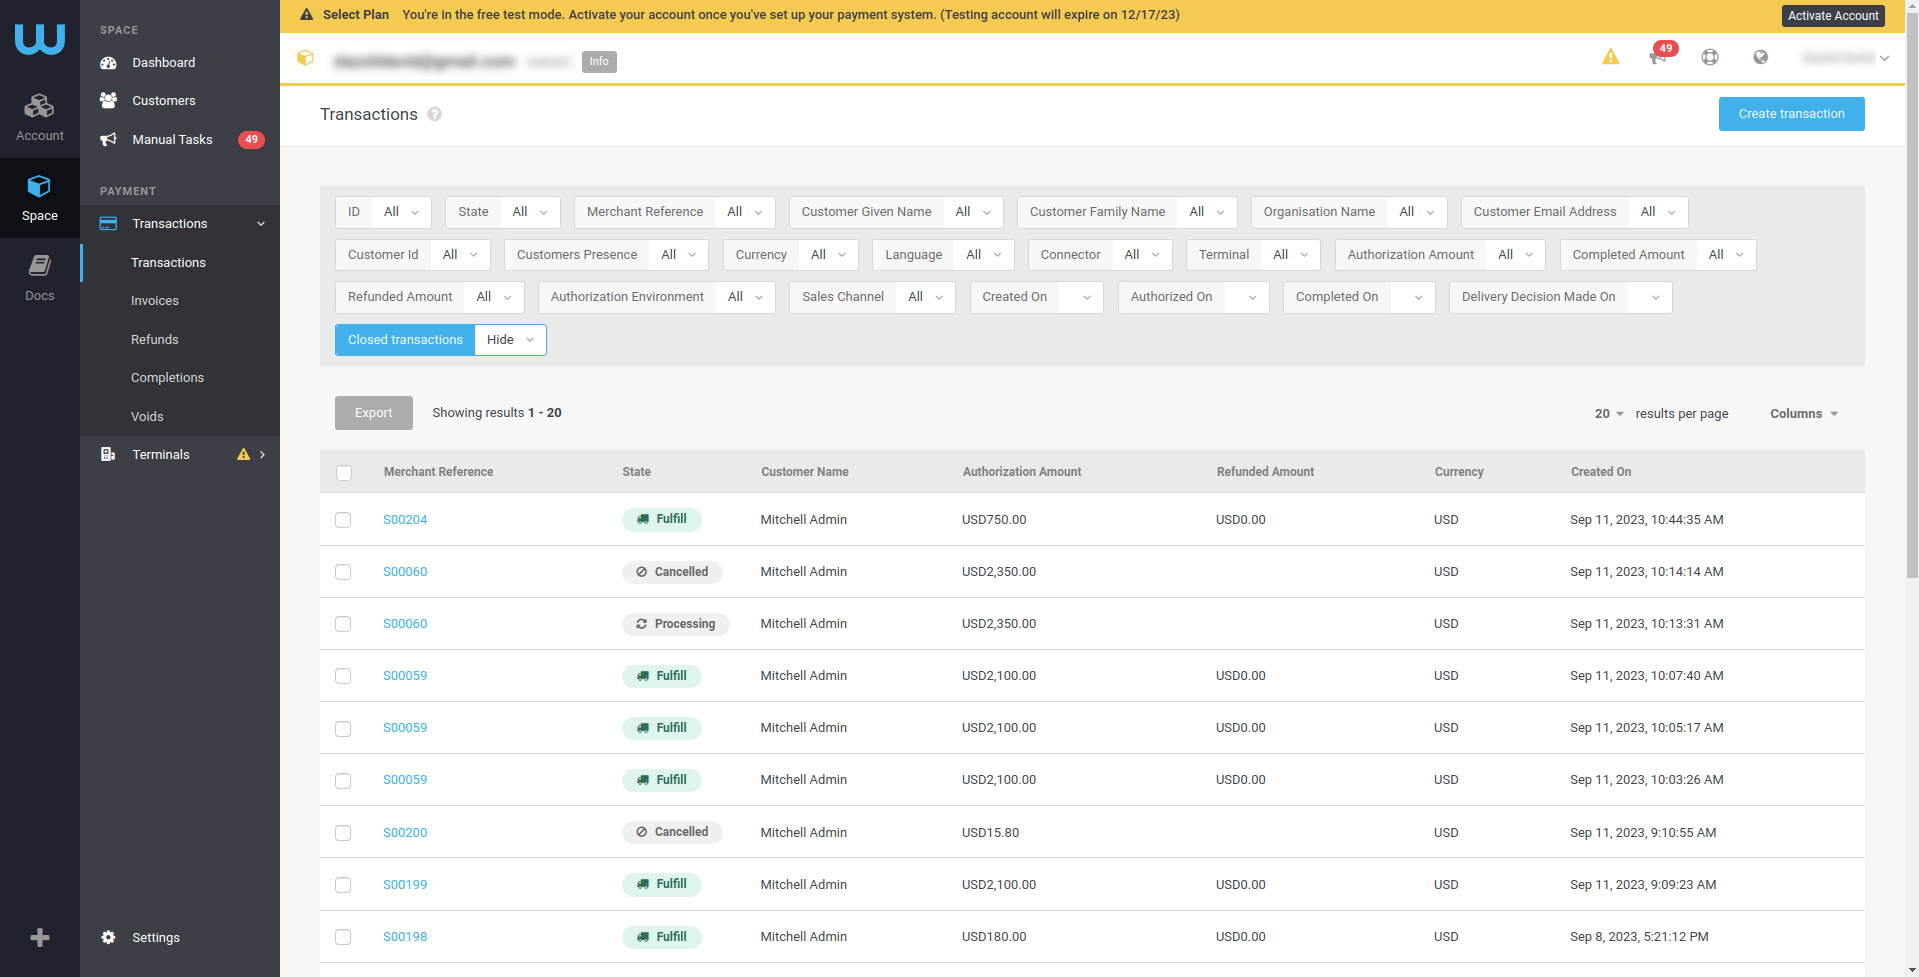 Select Plan You're in the free test mode. Activate your account once you've set up your payment system. (Testing account will expire on 12/17/23) Activate Account
Info 49
SPACE
Dashboard
Customers
Manual Tasks 49
PAYMENT
Transactions
Transactions
Invoices
Refunds
Completions
Voids
Terminals
Settings
Account
Space
Docs
Transactions ? Create transaction
ID All State All Merchant Reference All Customer Given Name All Customer Family Name All Organisation Name All Customer Email Address All
Customer Id All Customers Presence All Currency All Language All Connector All Terminal All Authorization Amount All Completed Amount All
Refunded Amount All Authorization Environment All Sales Channel All Created On Authorized On Completed On Delivery Decision Made On
Closed transactions Hide
Export Showing results 1 - 20 20 results per page Columns
Merchant Reference State Customer Name Authorization Amount Refunded Amount Currency Created On
S00204 Fulfill Mitchell Admin USD750.00 USD0.00 USD Sep 11, 2023, 10:44:35 AM
S00060 Cancelled Mitchell Admin USD2,350.00 USD Sep 11, 2023, 10:14:14 AM
S00060 Processing Mitchell Admin USD2,350.00 USD Sep 11, 2023, 10:13:31 AM
S00059 Fulfill Mitchell Admin USD2,100.00 USD0.00 USD Sep 11, 2023, 10:07:40 AM
S00059 Fulfill Mitchell Admin USD2,100.00 USD0.00 USD Sep 11, 2023, 10:05:17 AM
S00059 Fulfill Mitchell Admin USD2,100.00 USD0.00 USD Sep 11, 2023, 10:03:26 AM
S00200 Cancelled Mitchell Admin USD15.80 USD Sep 11, 2023, 9:10:55 AM
S00199 Fulfill Mitchell Admin USD2,100.00 USD0.00 USD Sep 11, 2023, 9:09:23 AM
S00198 Fulfill Mitchell Admin USD180.00 USD0.00 USD Sep 8, 2023, 5:21:12 PM